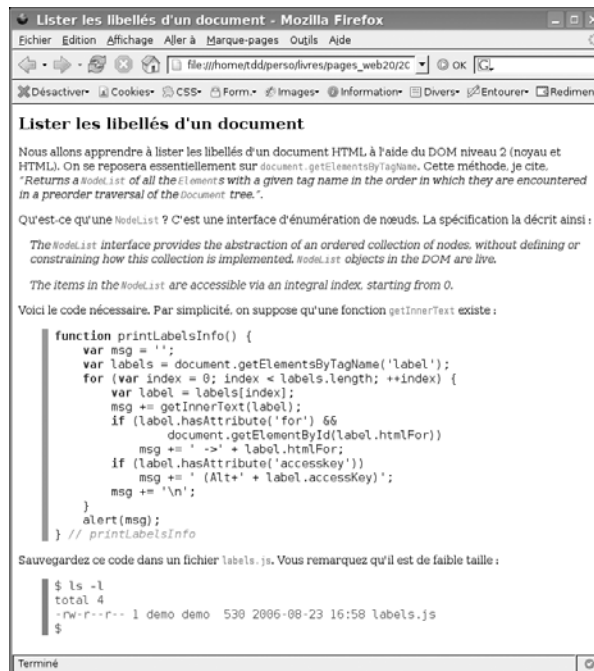 Lister les libellés d'un document - Mozilla Firefox
Fichier Edition Affichage Aller à Marque-pages Outils Aide
file:///home/tdd/perso/livres/pages_web20/2C OK G
Désactiver Cookies CSS Form. Images Information Divers Entourer Redimen
Lister les libellés d'un document
Nous allons apprendre à lister les libellés d'un document HTML à l'aide du DOM niveau 2 (noyau et
HTML). On se reposera essentiellement sur document.getElementsByTagName. Cette méthode, je cite,
"Returns a NodeList of all the Elements with a given tag name in the order in which they are encountered
in a preorder traversal of the Document tree.".
Qu'est-ce qu'une NodeList ? C'est une interface d'énumération de nœuds. La spécification la décrit ainsi :
The NodeList interface provides the abstraction of an ordered collection of nodes, without defining or
constraining how this collection is implemented. NodeList objects in the DOM are live.
The items in the NodeList are accessible via an integral index, starting from 0.
Voici le code nécessaire. Par simplicité, on suppose qu'une fonction getInnerText existe :
function printLabelsInfo() {
var msg = '';
var labels = document.getElementsByTagName('label');
for (var index = 0; index < labels.length; ++index) {
var label = labels[index];
msg += getInnerText(label);
if (label.hasAttribute('for') &&
document.getElementById(label.htmlFor))
msg += ' ->' + label.htmlFor;
if (label.hasAttribute('accesskey'))
msg += ' (Alt+' + label.accessKey)';
msg += '\n';
}
alert(msg);
} // printLabelsInfo
Sauvegardez ce code dans un fichier labels.js. Vous remarquez qu'il est de faible taille :
$ ls -l
total 4
-rw-r--r-- 1 demo demo 530 2006-08-23 16:58 labels.js
$
Terminé